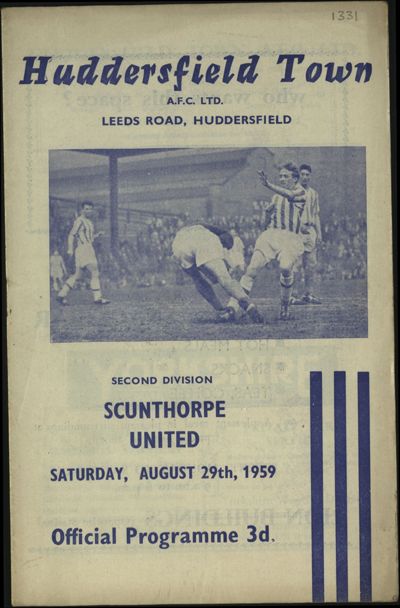 1331
Huddersfield Town
A.F.C. LTD.
LEEDS ROAD, HUDDERSFIELD
SECOND DIVISION
SCUNTHORPE
UNITED
SATURDAY, AUGUST 29th, 1959
Official Programme 3d.